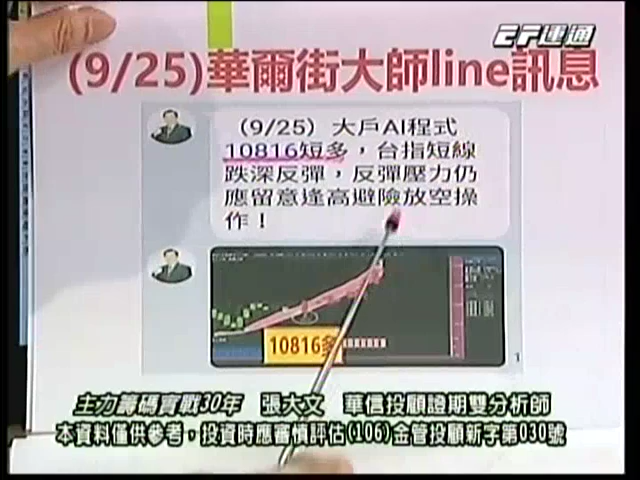 EF運通
(9/25)華爾街大師line訊息
(9/25) 大戶AI程式
10816短多，台指短線
跌深反彈，反彈壓力仍
應留意逢高避險放空操
作！
10816多
1
主力籌碼實戰30年 張大文 華信投顧證期雙分析師
本資料僅供參考，投資時應審慎評估(106)金管投顧新字第030號